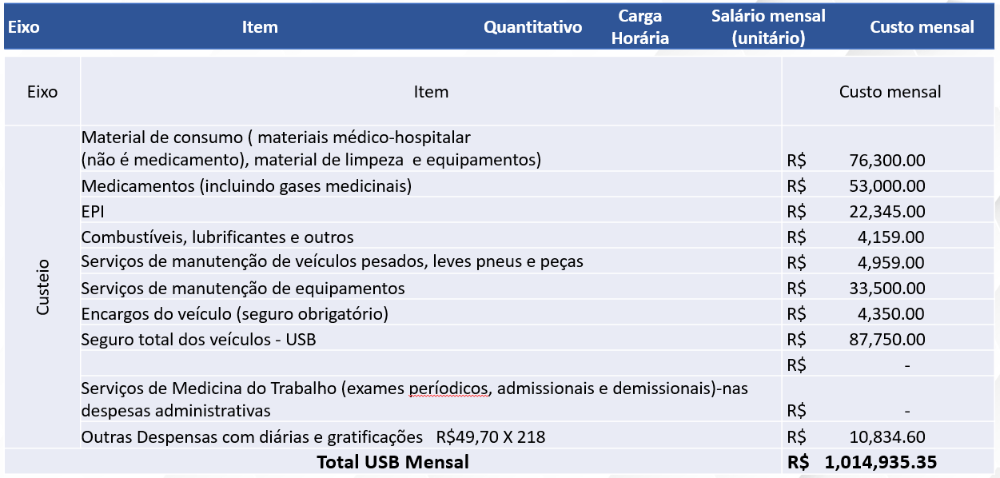 Eixo Item Quantitativo Carga Horária Salário mensal (unitário) Custo mensal
Eixo Item Custo mensal
Custeio
Material de consumo ( materiais médico-hospitalar
(não é medicamento), material de limpeza e equipamentos) R$ 76,300.00
Medicamentos (incluindo gases medicinais) R$ 53,000.00
EPI R$ 22,345.00
Combustíveis, lubrificantes e outros R$ 4,159.00
Serviços de manutenção de veículos pesados, leves pneus e peças R$ 4,959.00
Serviços de manutenção de equipamentos R$ 33,500.00
Encargos do veículo (seguro obrigatório) R$ 4,350.00
Seguro total dos veículos - USB R$ 87,750.00
R$ -
Serviços de Medicina do Trabalho (exames períodicos, admissionais e demissionais)-nas
despesas administrativas R$ -
Outras Despensas com diárias e gratificações R$49,70 X 218 R$ 10,834.60
Total USB Mensal R$ 1,014,935.35